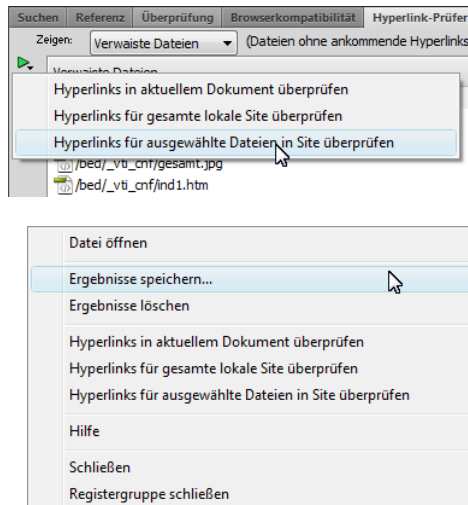 Suchen Referenz Überprüfung Browserkompatibilität Hyperlink-Prüfer
Zeigen: Verwaiste Dateien (Dateien ohne ankommende Hyperlinks
Verwaiste Dateien
Hyperlinks in aktuellem Dokument überprüfen
Hyperlinks für gesamte lokale Site überprüfen
Hyperlinks für ausgewählte Dateien in Site überprüfen
/bed/_vti_cnf/gesamt.jpg
/bed/_vti_cnf/ind1.htm
Datei öffnen
Ergebnisse speichern...
Ergebnisse löschen
Hyperlinks in aktuellem Dokument überprüfen
Hyperlinks für gesamte lokale Site überprüfen
Hyperlinks für ausgewählte Dateien in Site überprüfen
Hilfe
Schließen
Registergruppe schließen